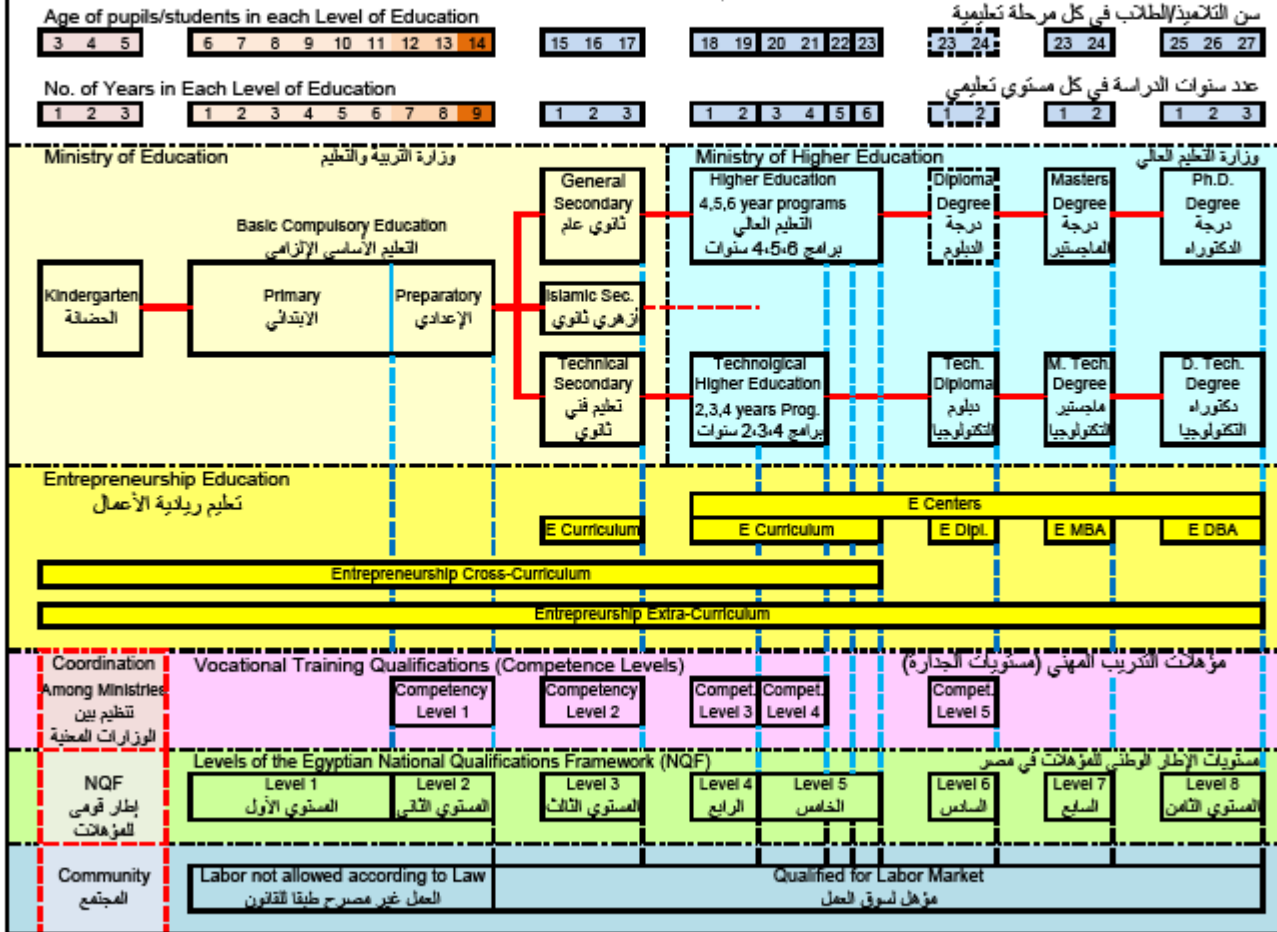 Age of pupils/students in each Level of Education
سن التلاميذ/الطلاب في كل مرحلة تعليمية
3 4 5 6 7 8 9 10 11 12 13 14 15 16 17 18 19 20 21 22 23 23 24 23 24 25 26 27
No. of Years in Each Level of Education
عدد سنوات الدراسة في كل مستوي تعليمي
1 2 3 1 2 3 4 5 6 7 8 9 1 2 3 1 2 3 4 5 6 1 2 1 2 1 2 3
Ministry of Education
وزارة التربية والتعليم
Ministry of Higher Education
وزارة التعليم العالي
Basic Compulsory Education
التعليم الأساسي الإلزامي
Kindergarten
الحضانة
Primary
الابتدائي
Preparatory
الإعدادي
General
Secondary
ثانوي عام
Islamic Sec.
أزهري ثانوي
Technical
Secondary
تعليم فني
ثانوي
Higher Education
4,5,6 year programs
التعليم العالي
برامج 4،5،6 سنوات
Diploma
Degree
درجة
الدبلوم
Masters
Degree
درجة
الماجستير
Ph.D.
Degree
درجة
الدكتوراه
Technolgical
Higher Education
2,3,4 years Prog.
برامج 2،3،4 سنوات
Tech.
Diploma
دبلوم
التكنولوجيا
M. Tech.
Degree
ماجستير
التكنولوجيا
D. Tech.
Degree
دكتوراه
التكنولوجيا
Entrepreneurship Education
تعليم ريادية الأعمال
E Centers
E Curriculum
E Curriculum
E Dipl.
E MBA
E DBA
Entrepreneurship Cross-Curriculum
Entrepreurship Extra-Curriculum
Coordination
Among Ministries
تنظيم بين
الوزارات المعنية
Vocational Training Qualifications (Competence Levels)
مؤهلات التدريب المهني (مستويات الجدارة)
Competency
Level 1
Competency
Level 2
Compet.
Level 3
Compet.
Level 4
Compet.
Level 5
NQF
إطار قومى
للمؤهلات
Levels of the Egyptian National Qualifications Framework (NQF)
مستويات الإطار الوطني للمؤهلات في مصر
Level 1
المستوي الأول
Level 2
المستوي الثاني
Level 3
المستوي الثالث
Level 4
الرابع
Level 5
الخامس
Level 6
السادس
Level 7
السابع
Level 8
المستوي الثامن
Community
المجتمع
Labor not allowed according to Law
العمل غير مصرح طبقا للقانون
Qualified for Labor Market
مؤهل لسوق العمل